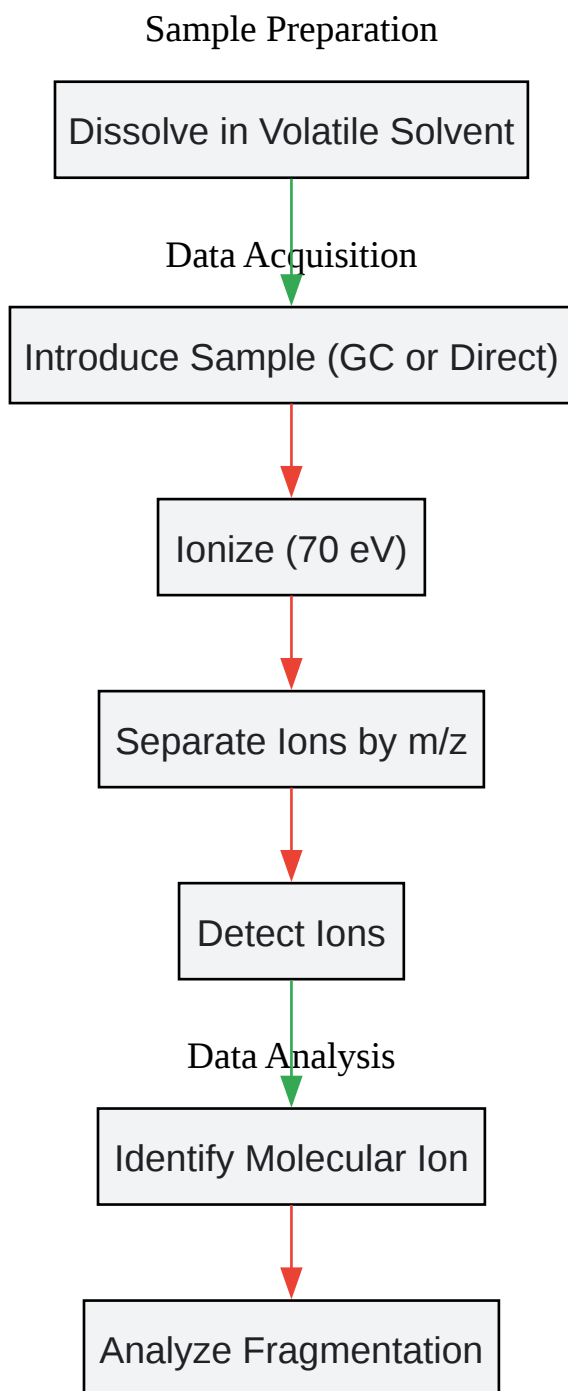 Sample Preparation
Dissolve in Volatile Solvent
Data Acquisition
Introduce Sample (GC or Direct)
Ionize (70 eV)
Separate Ions by m/z
Detect Ions
Data Analysis
Identify Molecular Ion
Analyze Fragmentation